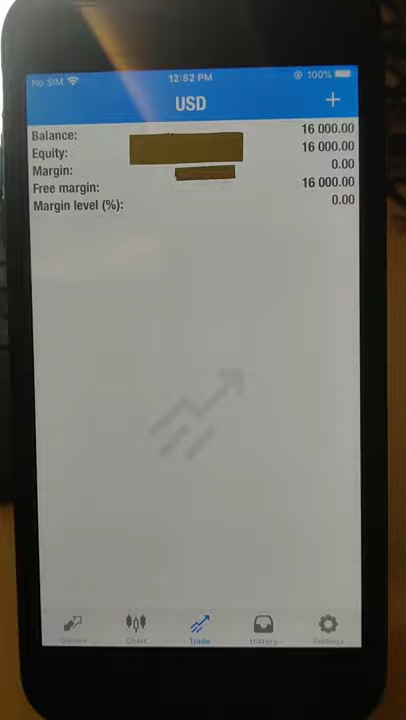 No SIM 12:52 PM 100%
USD +
Balance: 16 000.00
Equity: 16 000.00
Margin: 0.00
Free margin: 16 000.00
Margin level (%): 0.00
Quotes Chart Trade History Settings